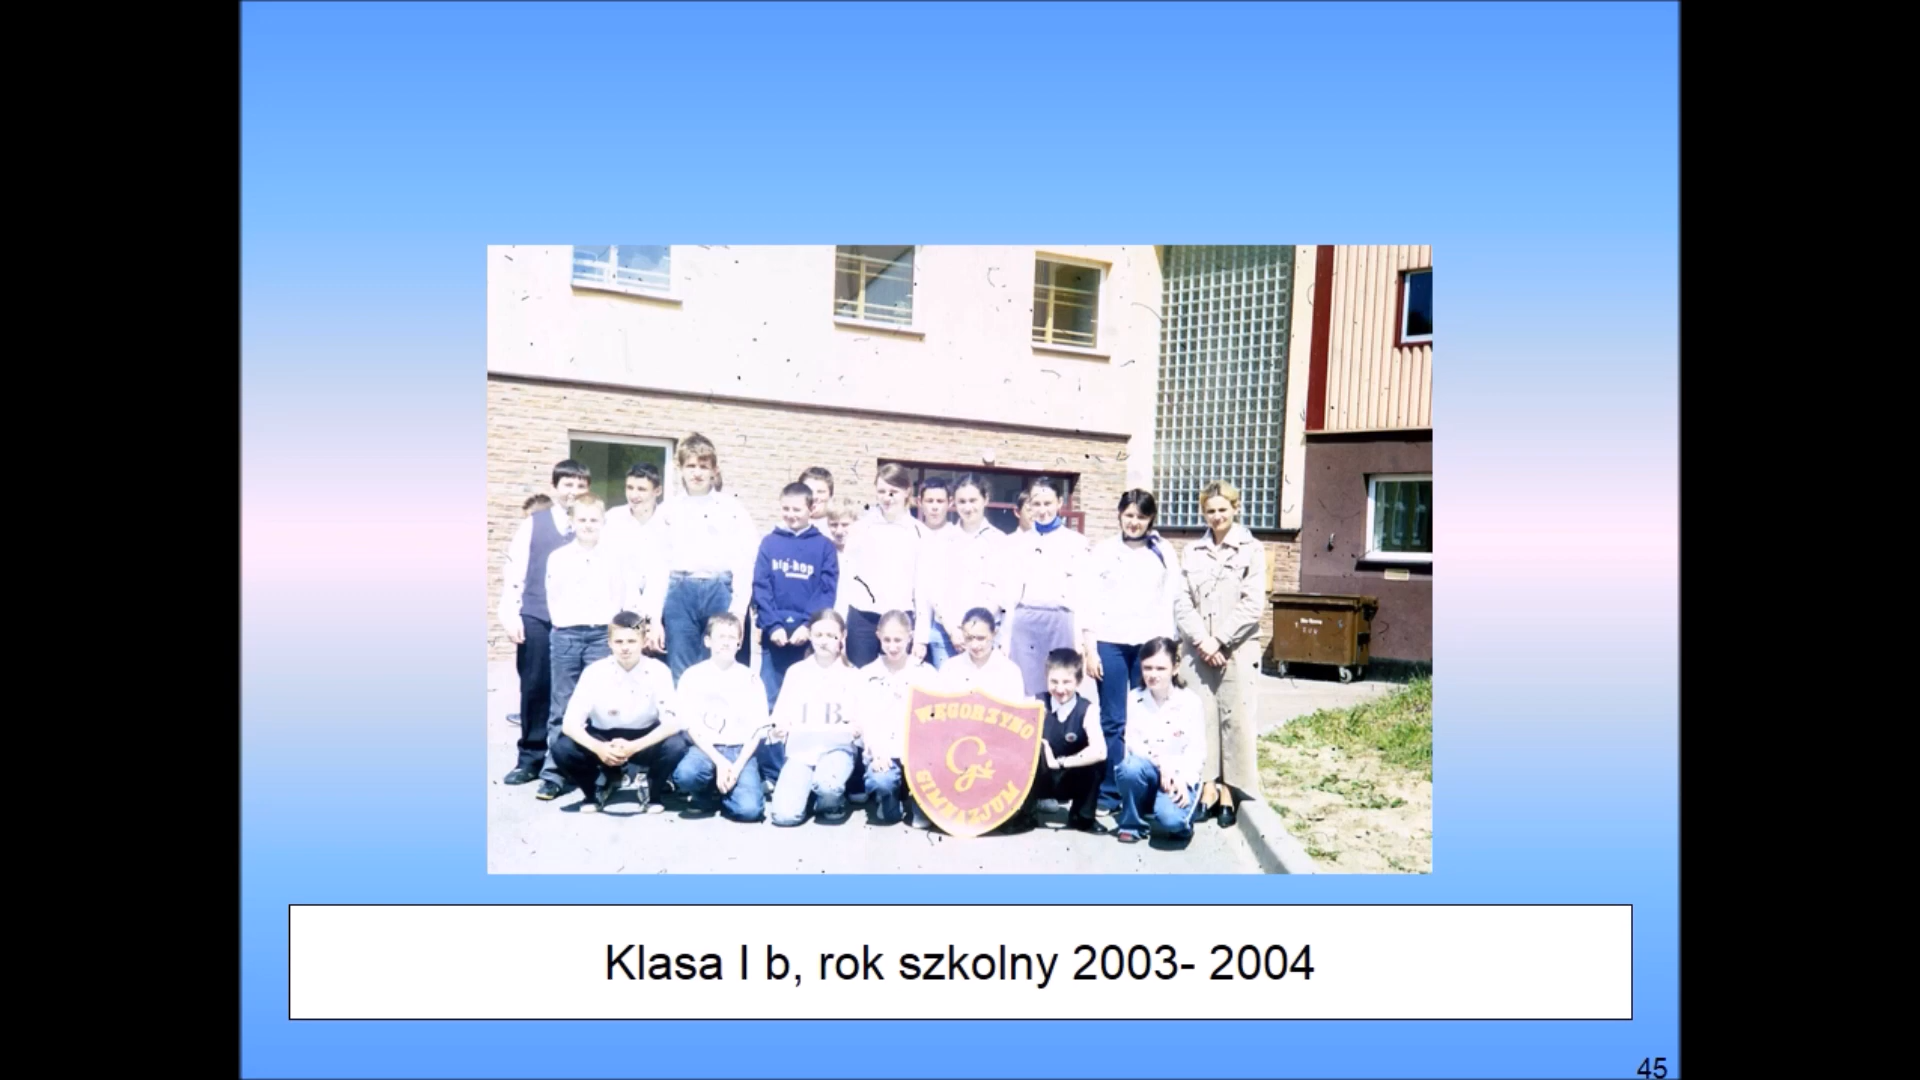 hip-hop
I B
WĘGORZYNO
G
GIMNAZJUM
Klasa I b, rok szkolny 2003- 2004
45